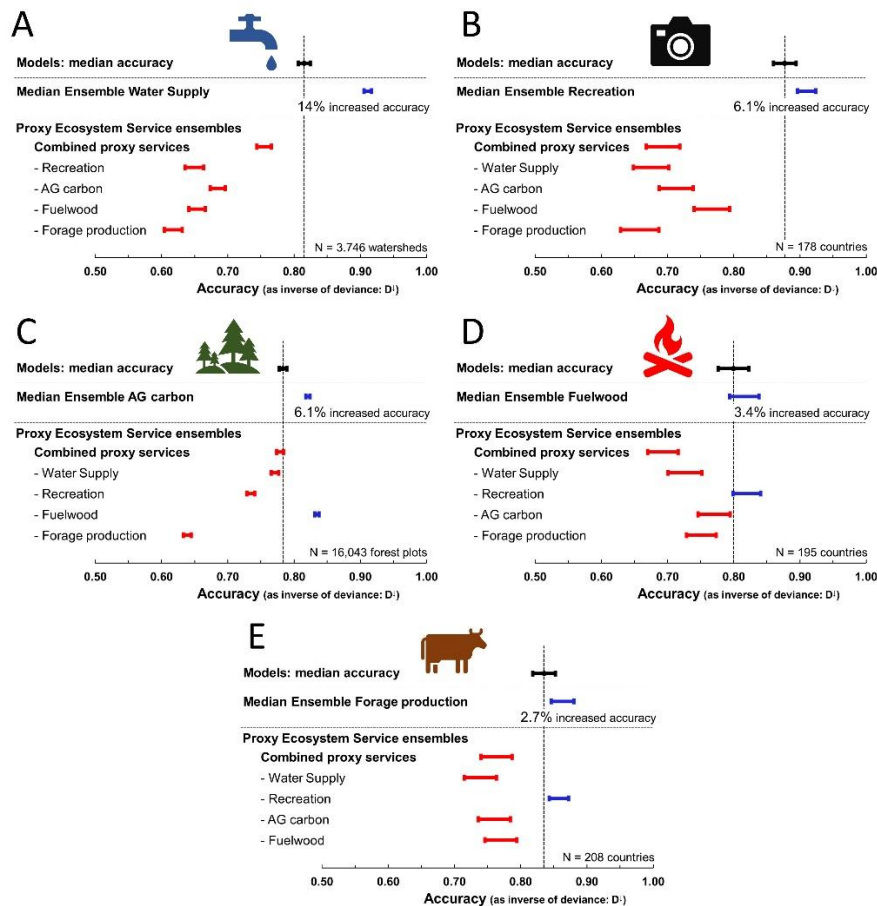 A
Models: median accuracy
Median Ensemble Water Supply
14% increased accuracy
Proxy Ecosystem Service ensembles
Combined proxy services
- Recreation
- AG carbon
- Fuelwood
- Forage production
N = 3.746 watersheds
0.50 0.60 0.70 0.80 0.90 1.00
Accuracy (as inverse of deviance: D↓)
B
Models: median accuracy
Median Ensemble Recreation
6.1% increased accuracy
Proxy Ecosystem Service ensembles
Combined proxy services
- Water Supply
- AG carbon
- Fuelwood
- Forage production
N = 178 countries
0.50 0.60 0.70 0.80 0.90 1.00
Accuracy (as inverse of deviance: D↓)
C
Models: median accuracy
Median Ensemble AG carbon
6.1% increased accuracy
Proxy Ecosystem Service ensembles
Combined proxy services
- Water Supply
- Recreation
- Fuelwood
- Forage production
N = 16,043 forest plots
0.50 0.60 0.70 0.80 0.90 1.00
Accuracy (as inverse of deviance: D↓)
D
Models: median accuracy
Median Ensemble Fuelwood
3.4% increased accuracy
Proxy Ecosystem Service ensembles
Combined proxy services
- Water Supply
- Recreation
- AG carbon
- Forage production
N = 195 countries
0.50 0.60 0.70 0.80 0.90 1.00
Accuracy (as inverse of deviance: D↓)
E
Models: median accuracy
Median Ensemble Forage production
2.7% increased accuracy
Proxy Ecosystem Service ensembles
Combined proxy services
- Water Supply
- Recreation
- AG carbon
- Fuelwood
N = 208 countries
0.50 0.60 0.70 0.80 0.90 1.00
Accuracy (as inverse of deviance: D↓)